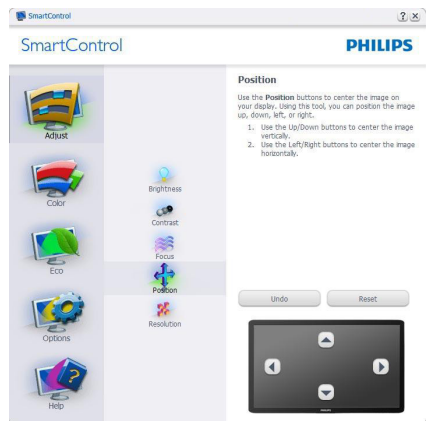 SmartControl
SmartControl
PHILIPS
Adjust
Color
Eco
Options
Help
Brightness
Contrast
Focus
Position
Resolution
Position
Use the Position buttons to center the image on
your display. Using this tool, you can position the image
up, down, left, or right.
1. Use the Up/Down buttons to center the image
vertically.
2. Use the Left/Right buttons to center the image
horizontally.
Undo
Reset
PHILIPS